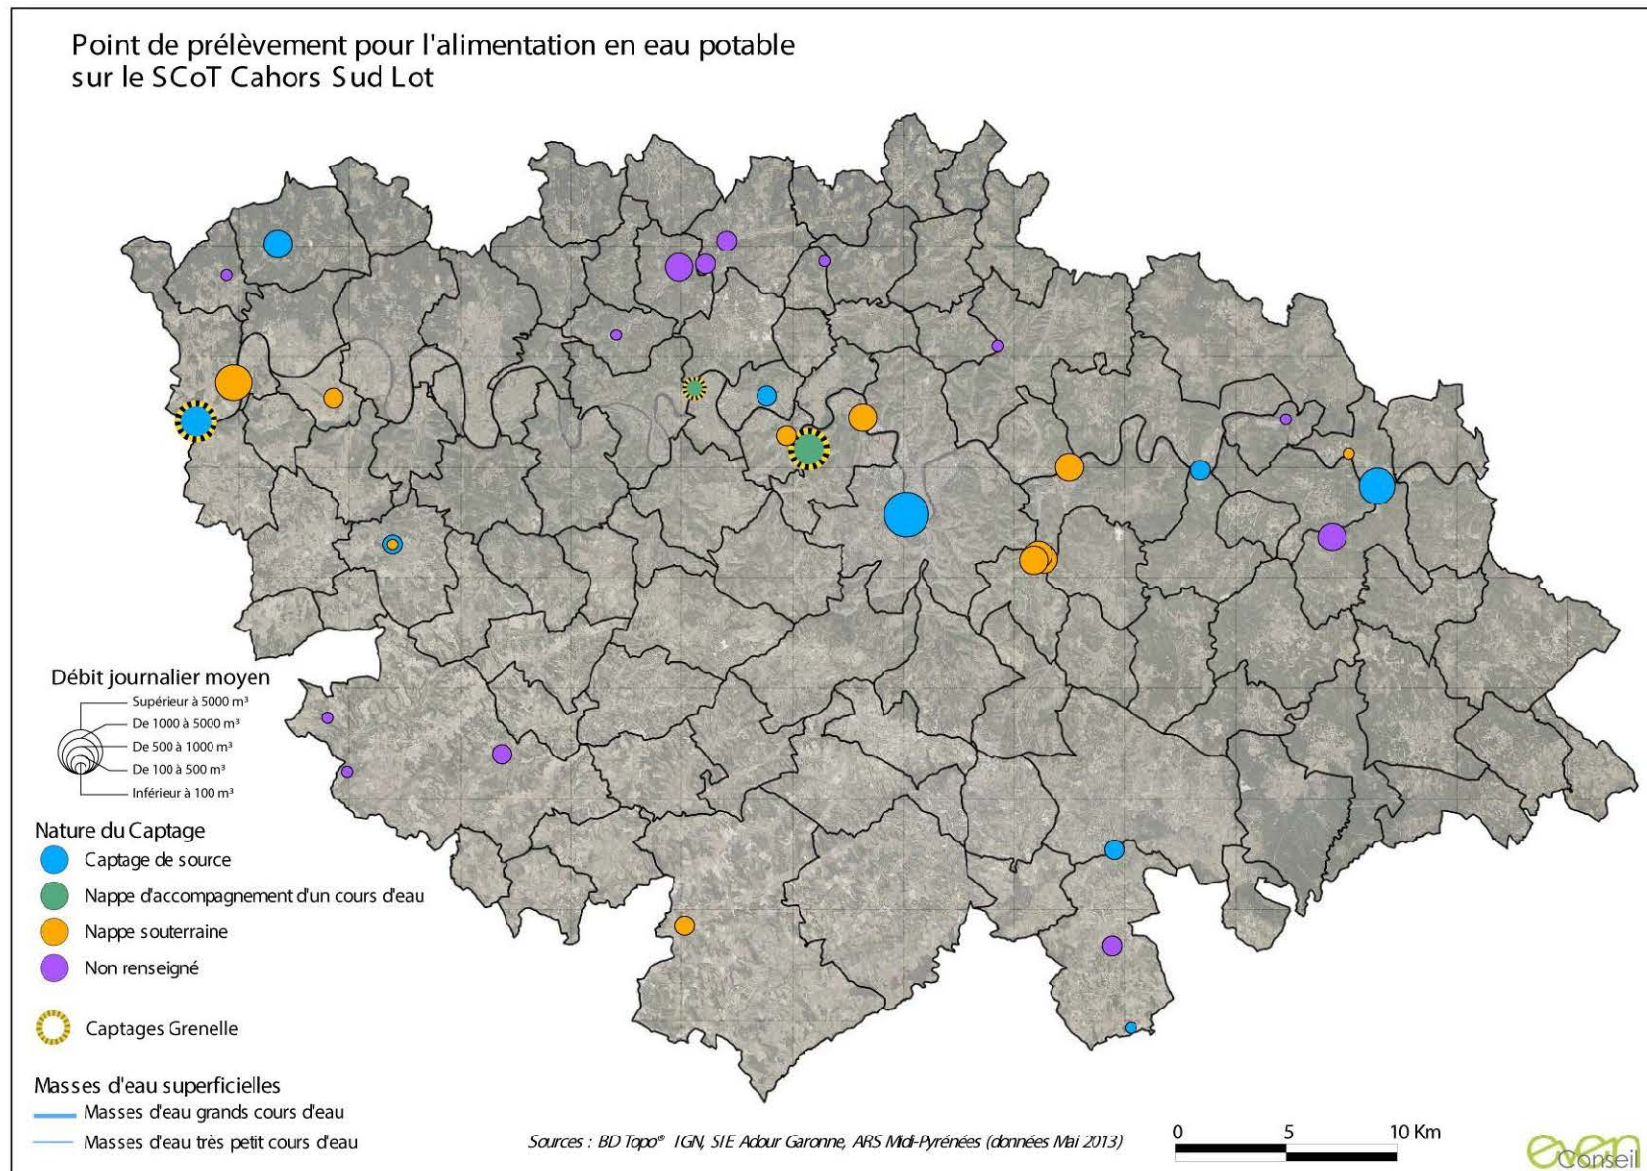 Point de prélèvement pour l'alimentation en eau potable
sur le SCoT Cahors Sud Lot
Débit journalier moyen
Supérieur à 5000 m³
De 1000 à 5000 m³
De 500 à 1000 m³
De 100 à 500 m³
Inférieur à 100 m³
Nature du Captage
Captage de source
Nappe d'accompagnement d'un cours d'eau
Nappe souterraine
Non renseigné
Captages Grenelle
Masses d'eau superficielles
Masses d'eau grands cours d'eau
Masses d'eau très petit cours d'eau
Sources : BD Topo® IGN, SIE Adour Garonne, ARS Midi-Pyrénées (données Mai 2013)
0 5 10 Km
even
Conseil